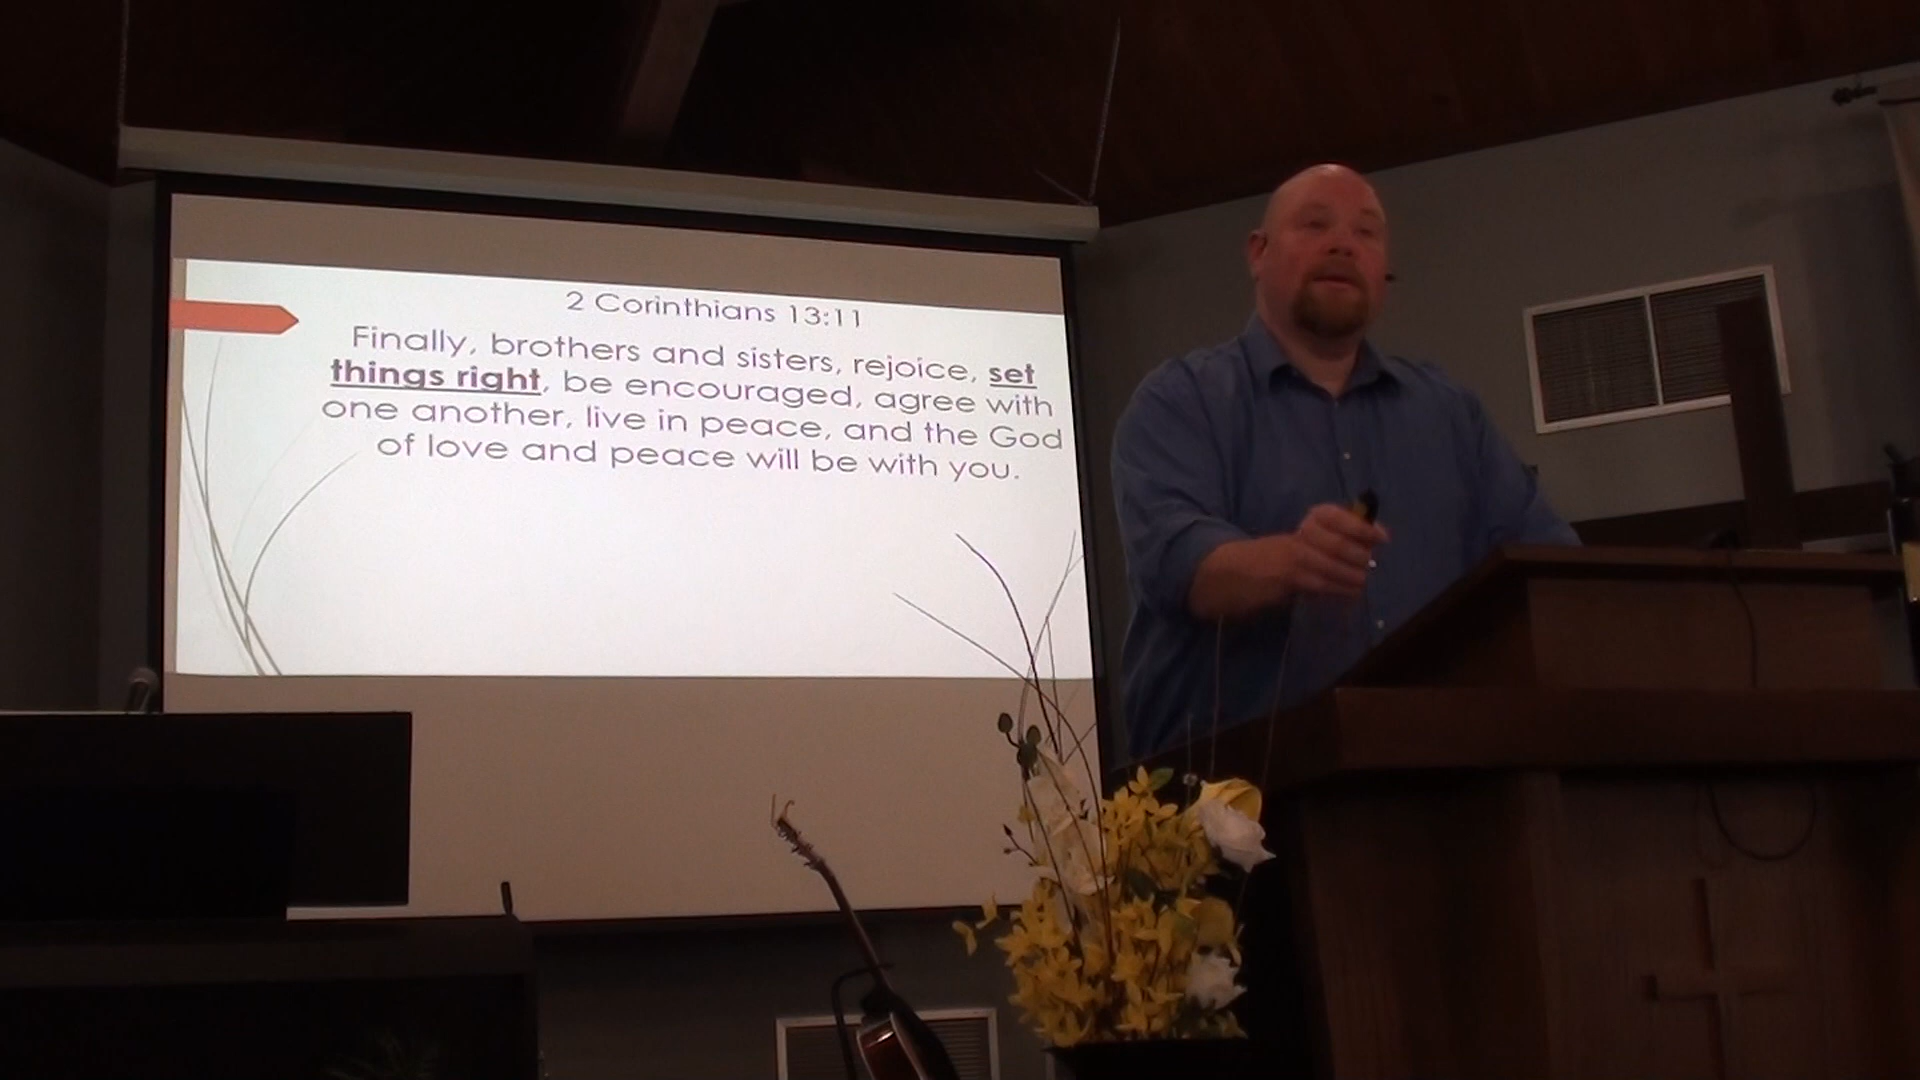 2 Corinthians 13:11
Finally, brothers and sisters, rejoice, set
things right, be encouraged, agree with
one another, live in peace, and the God
of love and peace will be with you.